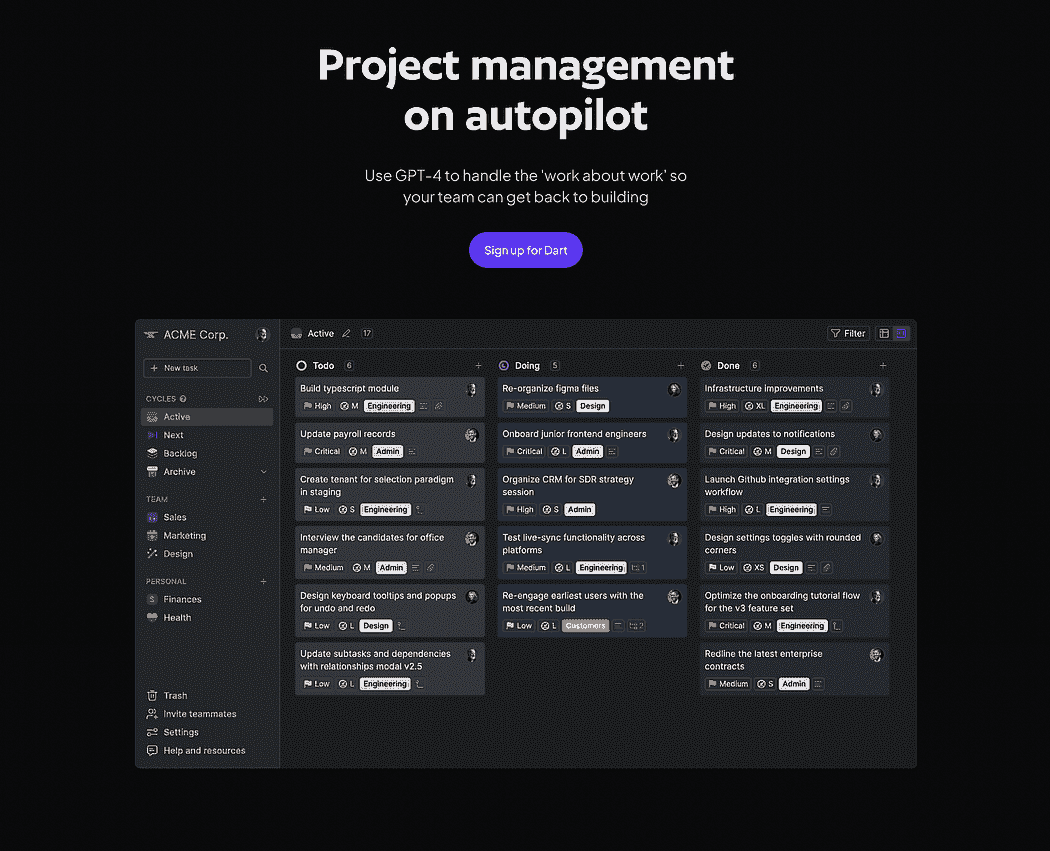 Project management
on autopilot
Use GPT-4 to handle the 'work about work' so
your team can get back to building
Sign up for Dart
ACME Corp.
New task
CYCLES
Active
Next
Backlog
Archive
TEAM
Sales
Marketing
Design
PERSONAL
Finances
Health
Trash
Invite teammates
Settings
Help and resources
Active 17
Filter
Todo 6
Build typescript module
High M Engineering
Update payroll records
Critical M Admin
Create tenant for selection paradigm
in staging
Low S Engineering
Interview the candidates for office
manager
Medium M Admin
Design keyboard tooltips and popups
for undo and redo
Low L Design
Update subtasks and dependencies
with relationships modal v2.5
Low L Engineering
Doing 5
Re-organize figma files
Medium S Design
Onboard junior frontend engineers
Critical L Admin
Organize CRM for SDR strategy
session
High S Admin
Test live-sync functionality across
platforms
Medium L Engineering 1
Re-engage earliest users with the
most recent build
Low L Customers 2
Done 6
Infrastructure improvements
High XL Engineering
Design updates to notifications
Critical M Design
Launch Github integration settings
workflow
High L Engineering
Design settings toggles with rounded
corners
Low XS Design
Optimize the onboarding tutorial flow
for the v3 feature set
Critical M Engineering
Redline the latest enterprise
contracts
Medium S Admin